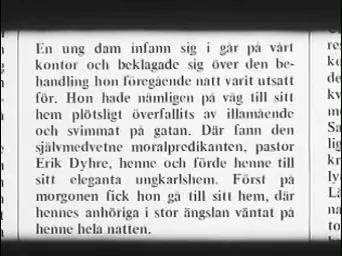 En ung dam infann sig i går på vårt
kontor och beklagade sig över den be-
handling hon föregående natt varit utsatt
för. Hon hade nämligen på väg till sitt
hem plötsligt överfallits av illamående
och svimmat på gatan. Där fann den
självmedvetne moralpredikanten, pastor
Erik Dyhre, henne och förde henne till
sitt eleganta ungkarlshem. Först på
morgonen fick hon gå till sitt hem, där
hennes anhöriga i stor ängslan väntat på
henne hela natten.